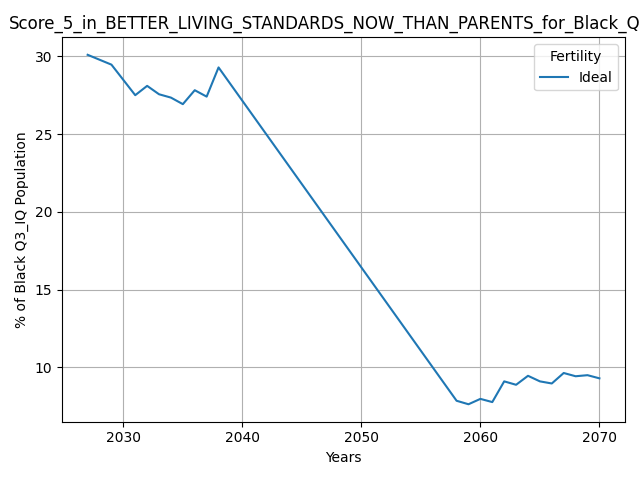 Score_5_in_BETTER_LIVING_STANDARDS_NOW_THAN_PARENTS_for_Black_Q
Fertility
Ideal
% of Black Q3_IQ Population
30
25
20
15
10
2030 2040 2050 2060 2070
Years